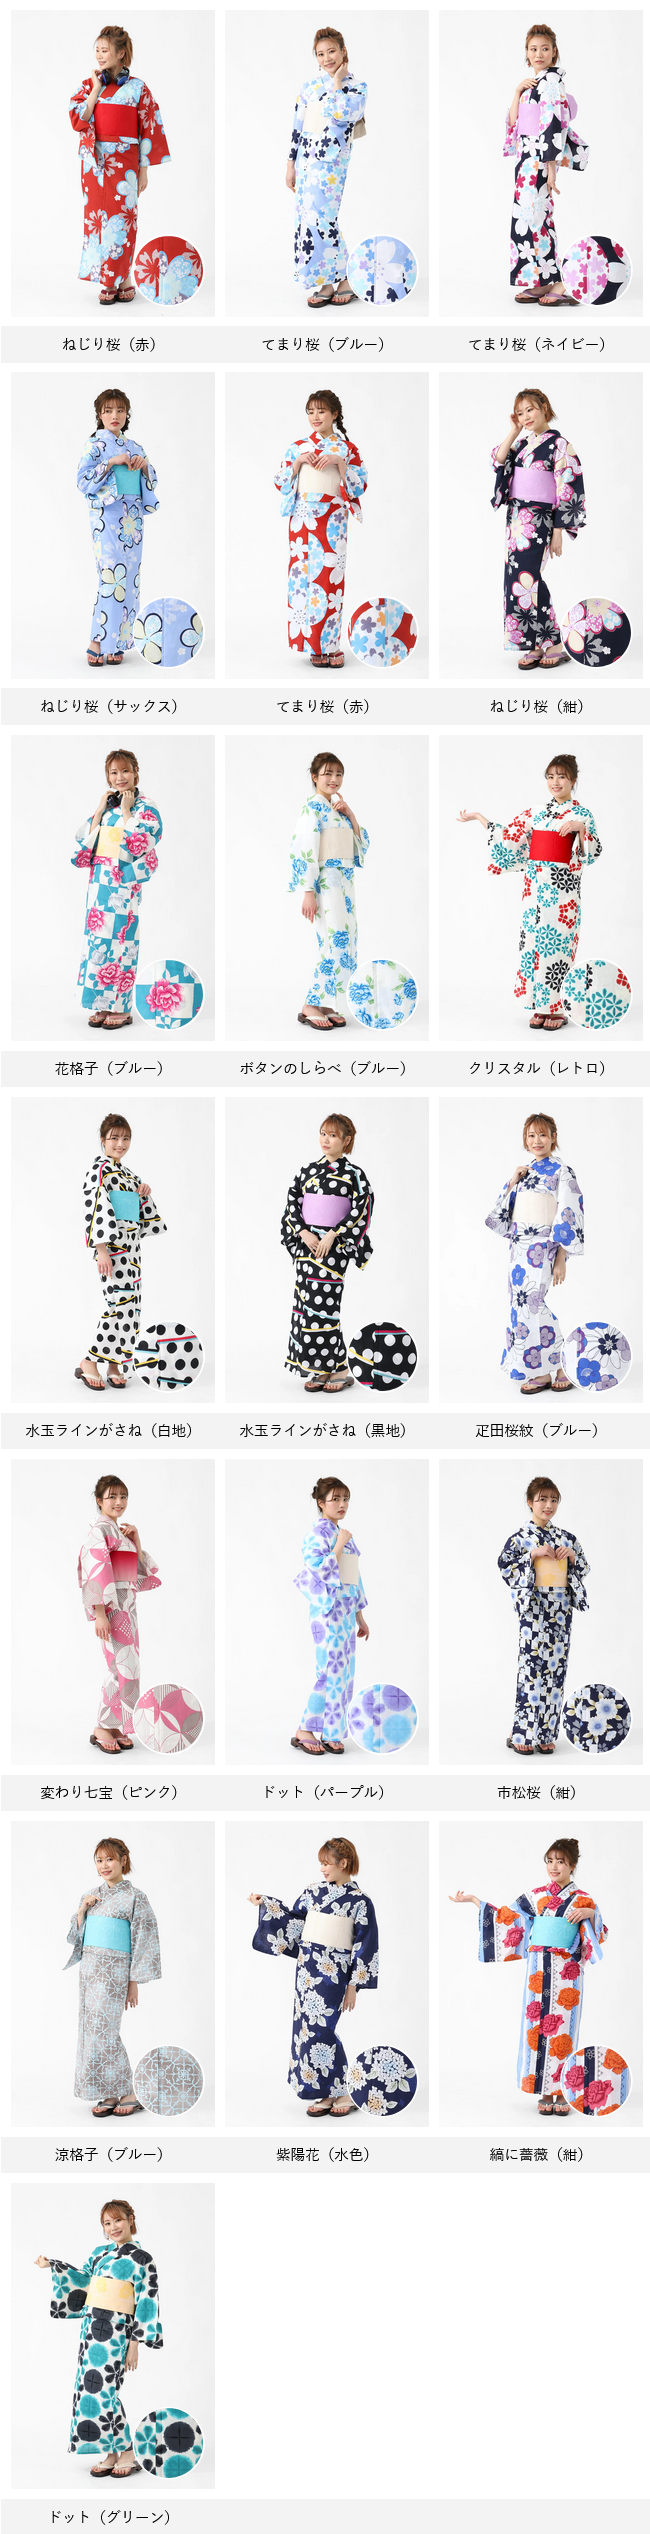 ねじり桜（赤）
てまり桜（ブルー）
てまり桜（ネイビー）
ねじり桜（サックス）
てまり桜（赤）
ねじり桜（紺）
花格子（ブルー）
ボタンのしらべ（ブルー）
クリスタル（レトロ）
水玉ラインがさね（白地）
水玉ラインがさね（黒地）
疋田桜紋（ブルー）
変わり七宝（ピンク）
ドット（パープル）
市松桜（紺）
涼格子（ブルー）
紫陽花（水色）
縞に薔薇（紺）
ドット（グリーン）